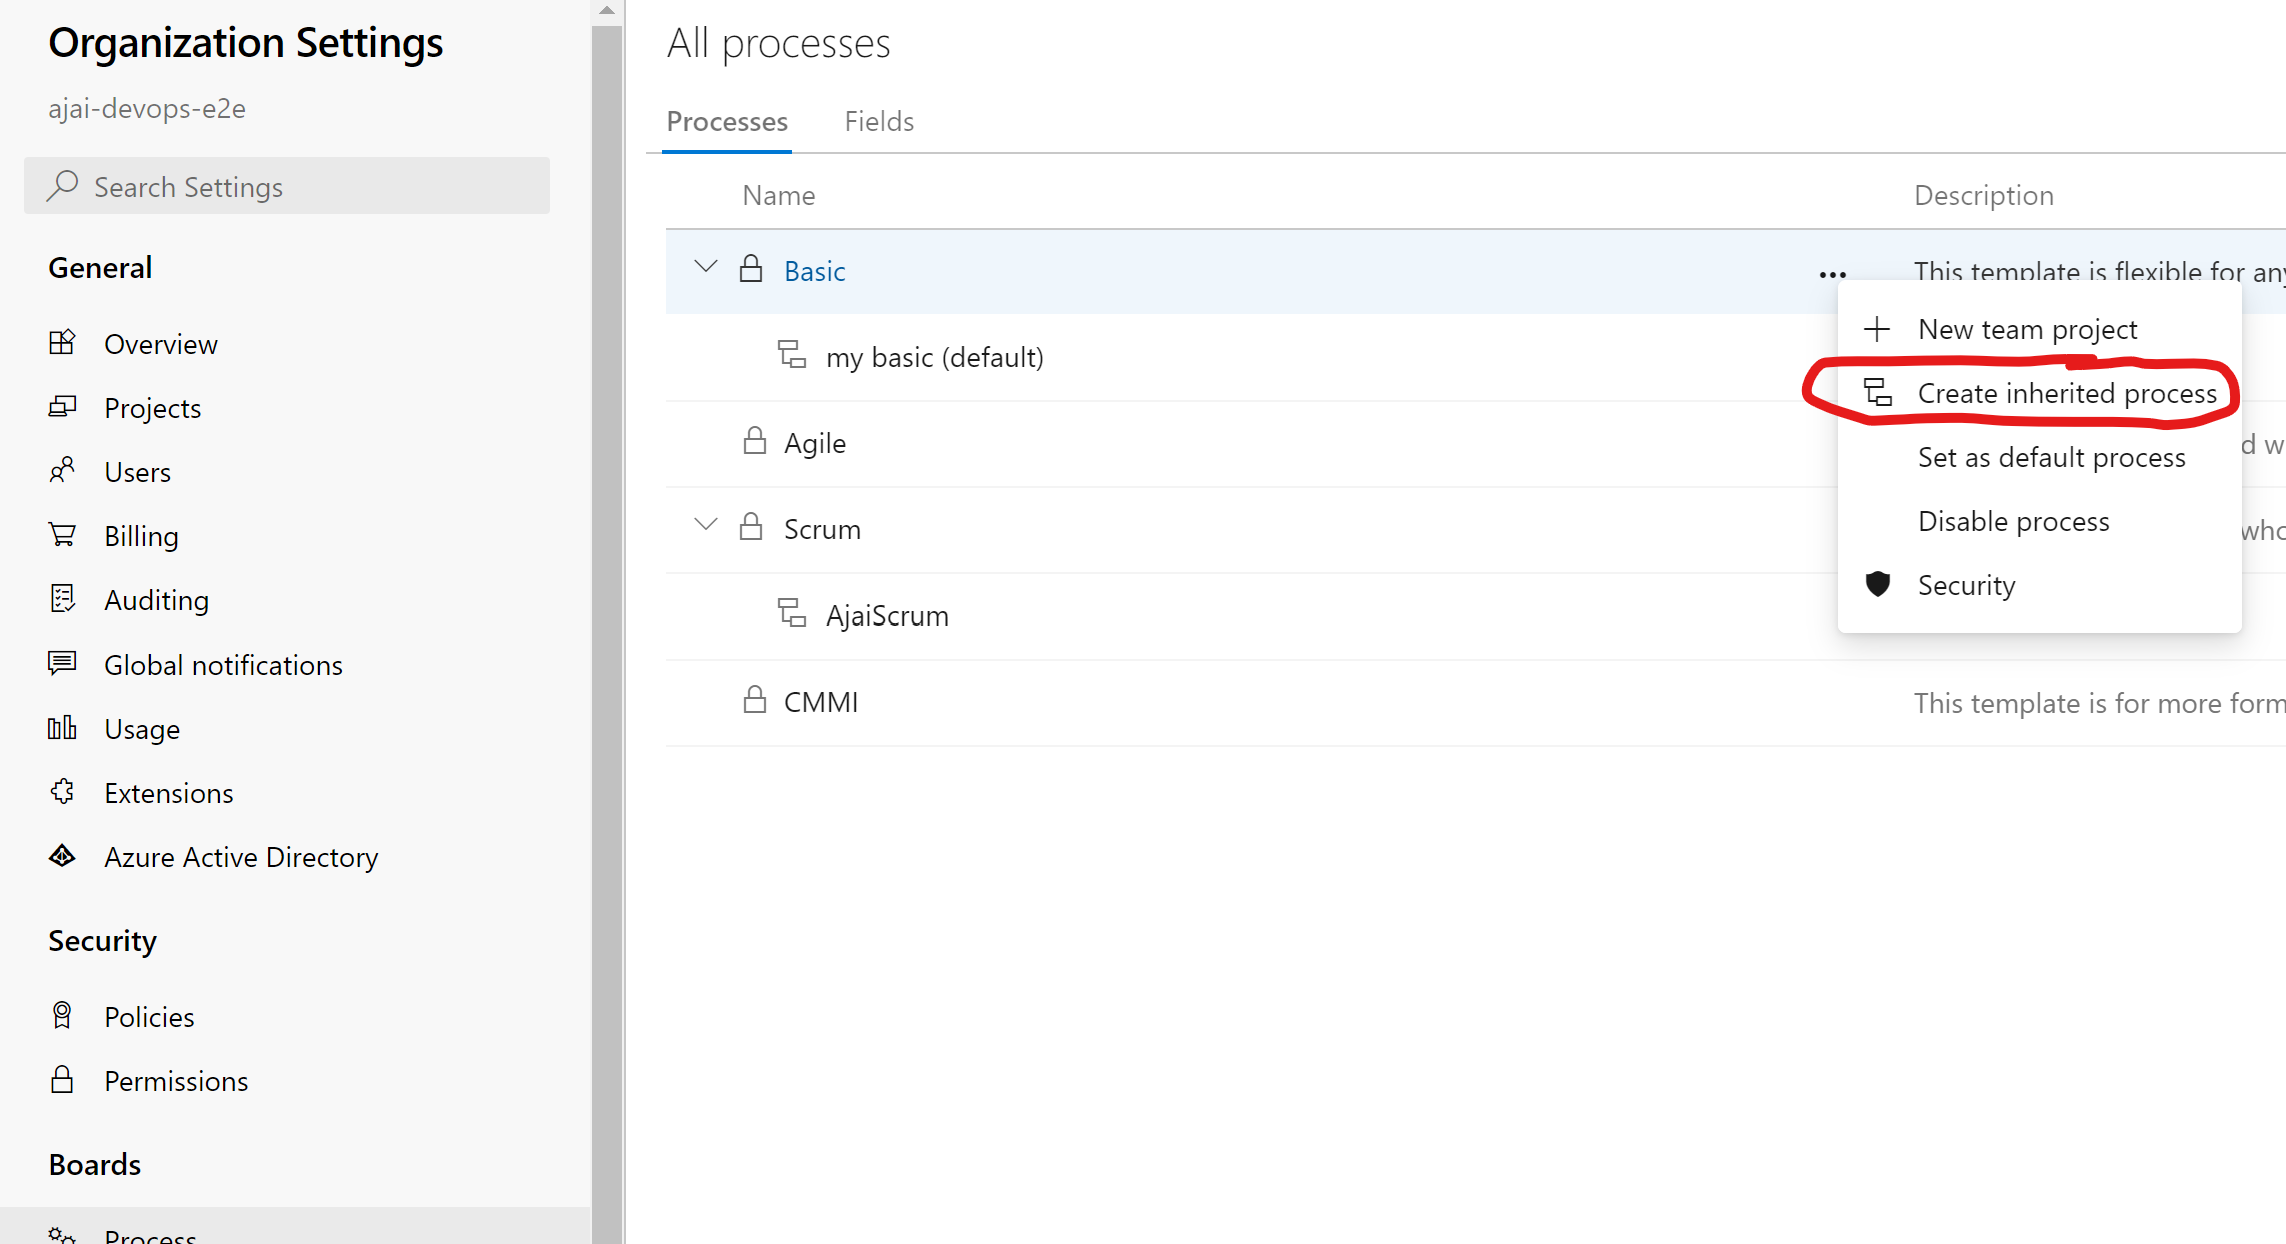 Organization Settings
ajai-devops-e2e
Search Settings
General
Overview
Projects
Users
Billing
Auditing
Global notifications
Usage
Extensions
Azure Active Directory
Security
Policies
Permissions
Boards
Process
All processes
Processes Fields
Name Description
Basic This template is flexible for any
my basic (default)
Agile d w
Scrum who
AjaiScrum
CMMI This template is for more form
New team project
Create inherited process
Set as default process
Disable process
Security